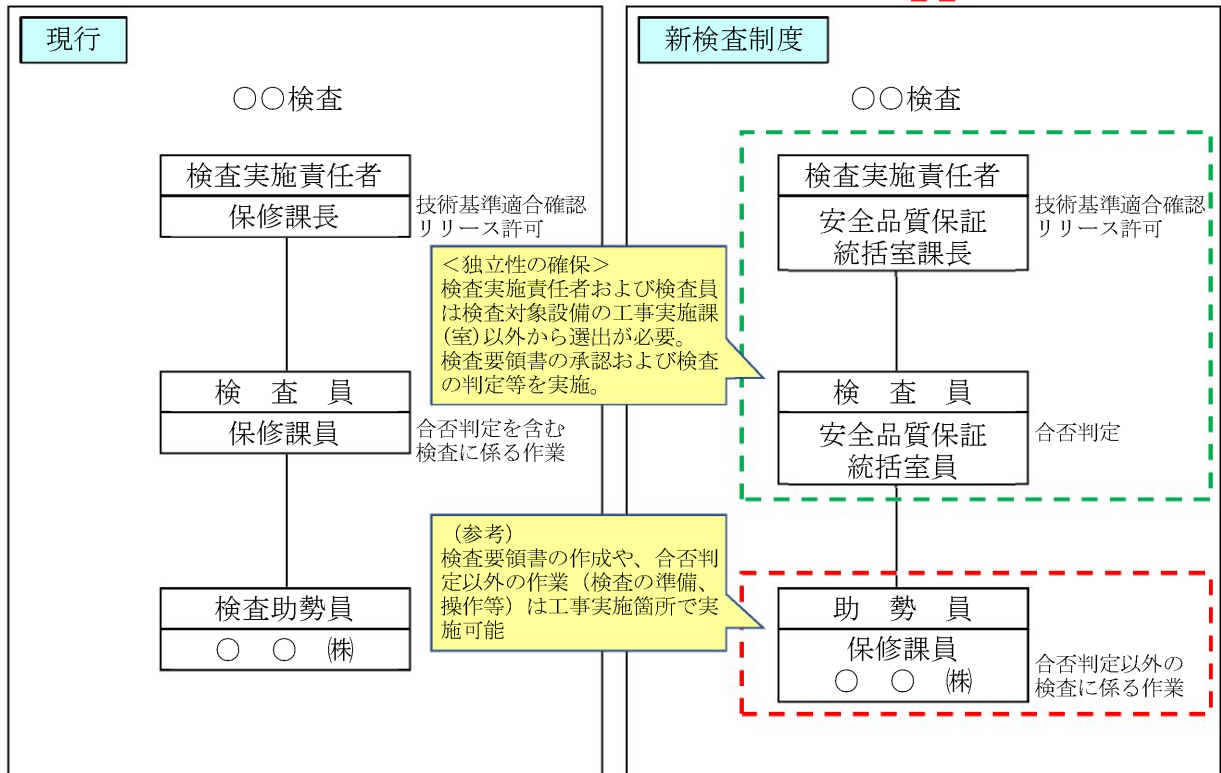 現行
○○検査
検査実施責任者
保修課長
技術基準適合確認
リリース許可
検　査　員
保修課員
合否判定を含む
検査に係る作業
検査助勢員
○　○　㈱
＜独立性の確保＞
検査実施責任者および検査員
は検査対象設備の工事実施課
(室)以外から選出が必要。
検査要領書の承認および検査
の判定等を実施。
（参考）
検査要領書の作成や、合否判
定以外の作業（検査の準備、
操作等）は工事実施箇所で実
施可能
新検査制度
○○検査
検査実施責任者
安全品質保証
統括室課長
技術基準適合確認
リリース許可
検　査　員
安全品質保証
統括室員
合否判定
助　勢　員
保修課員
○　○　㈱
合否判定以外の
検査に係る作業